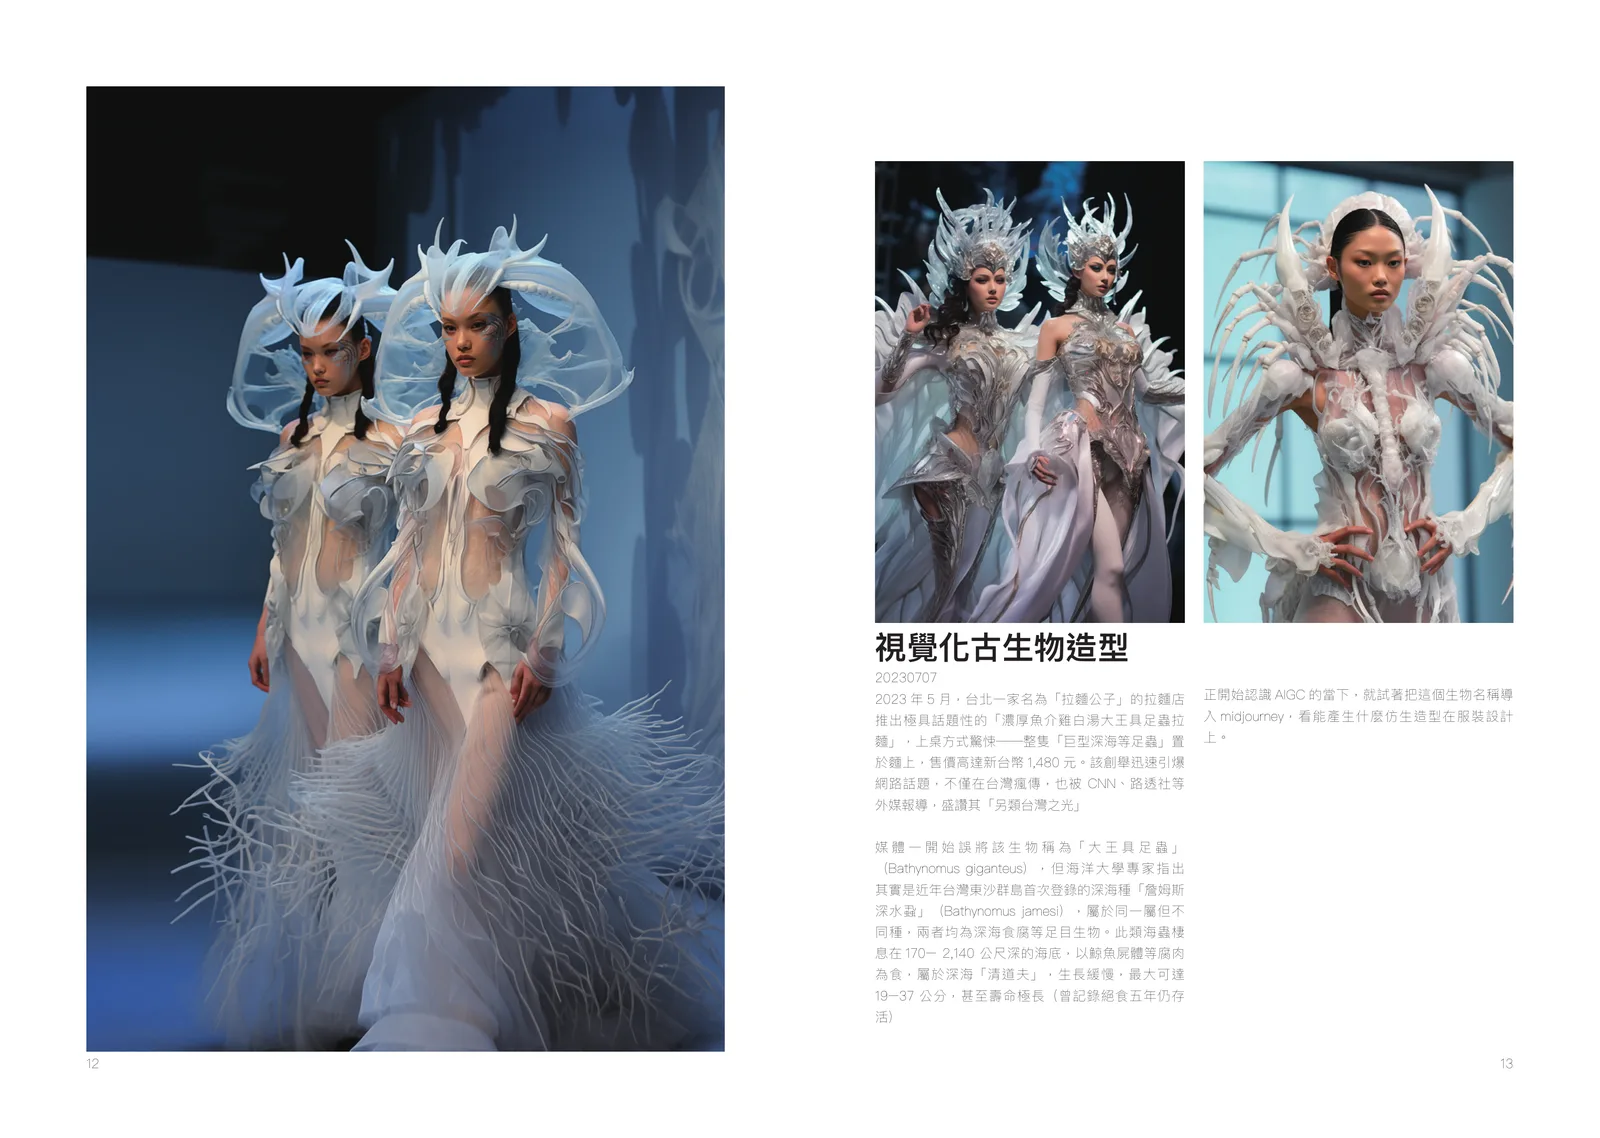 視覺化古生物造型
20230707
2023 年 5 月，台北一家名為「拉麵公子」的拉麵店
推出極具話題性的「濃厚魚介雞白湯大王具足蟲拉
麵」，上桌方式驚悚——整隻「巨型深海等足蟲」置
於麵上，售價高達新台幣 1,480 元。該創舉迅速引爆
網路話題，不僅在台灣瘋傳，也被 CNN、路透社等
外媒報導，盛讚其「另類台灣之光」
媒體一開始誤將該生物稱為「大王具足蟲」
（Bathynomus giganteus），但海洋大學專家指出
其實是近年台灣東沙群島首次登錄的深海種「詹姆斯
深水蝨」（Bathynomus jamesi），屬於同一屬但不
同種，兩者均為深海食腐等足目生物。此類海蟲棲
息在 170— 2,140 公尺深的海底，以鯨魚屍體等腐肉
為食，屬於深海「清道夫」，生長緩慢，最大可達
19—37 公分，甚至壽命極長（曾記錄絕食五年仍存
活）
正開始認識 AIGC 的當下，就試著把這個生物名稱導
入 midjourney，看能產生什麼仿生造型在服裝設計
上。
12
13